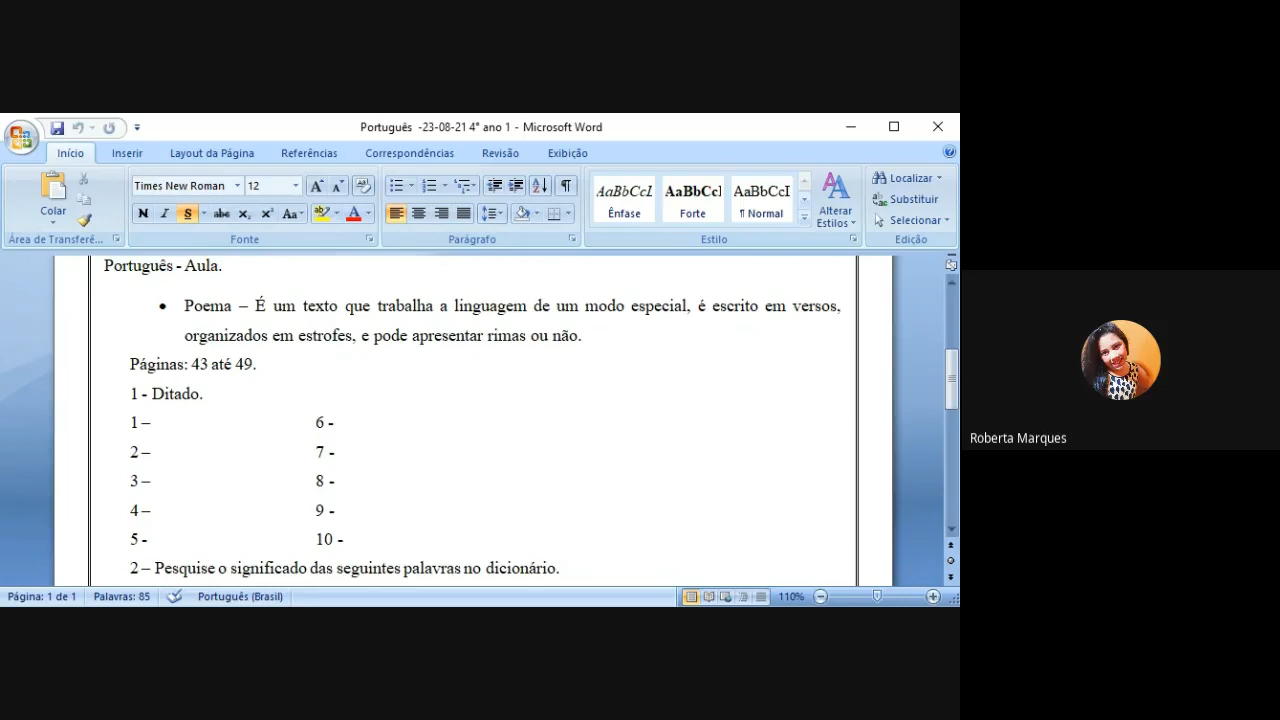 Português -23-08-21 4° ano 1 - Microsoft Word
Início Inserir Layout da Página Referências Correspondências Revisão Exibição
Colar
Área de Transferê...
Times New Roman 12
N I S abc x₂ x² Aa
Fonte
Parágrafo
AaBbCcI AaBbCcI AaBbCcI
Ênfase Forte ¶ Normal
Alterar Estilos
Estilo
Localizar
Substituir
Selecionar
Edição
Português - Aula.
• Poema – É um texto que trabalha a linguagem de um modo especial, é escrito em versos,
organizados em estrofes, e pode apresentar rimas ou não.
Páginas: 43 até 49.
1 - Ditado.
1 – 6 -
2 – 7 -
3 – 8 -
4 – 9 -
5 - 10 -
2 – Pesquise o significado das seguintes palavras no dicionário.
Página: 1 de 1 Palavras: 85 Português (Brasil) 110%
Roberta Marques